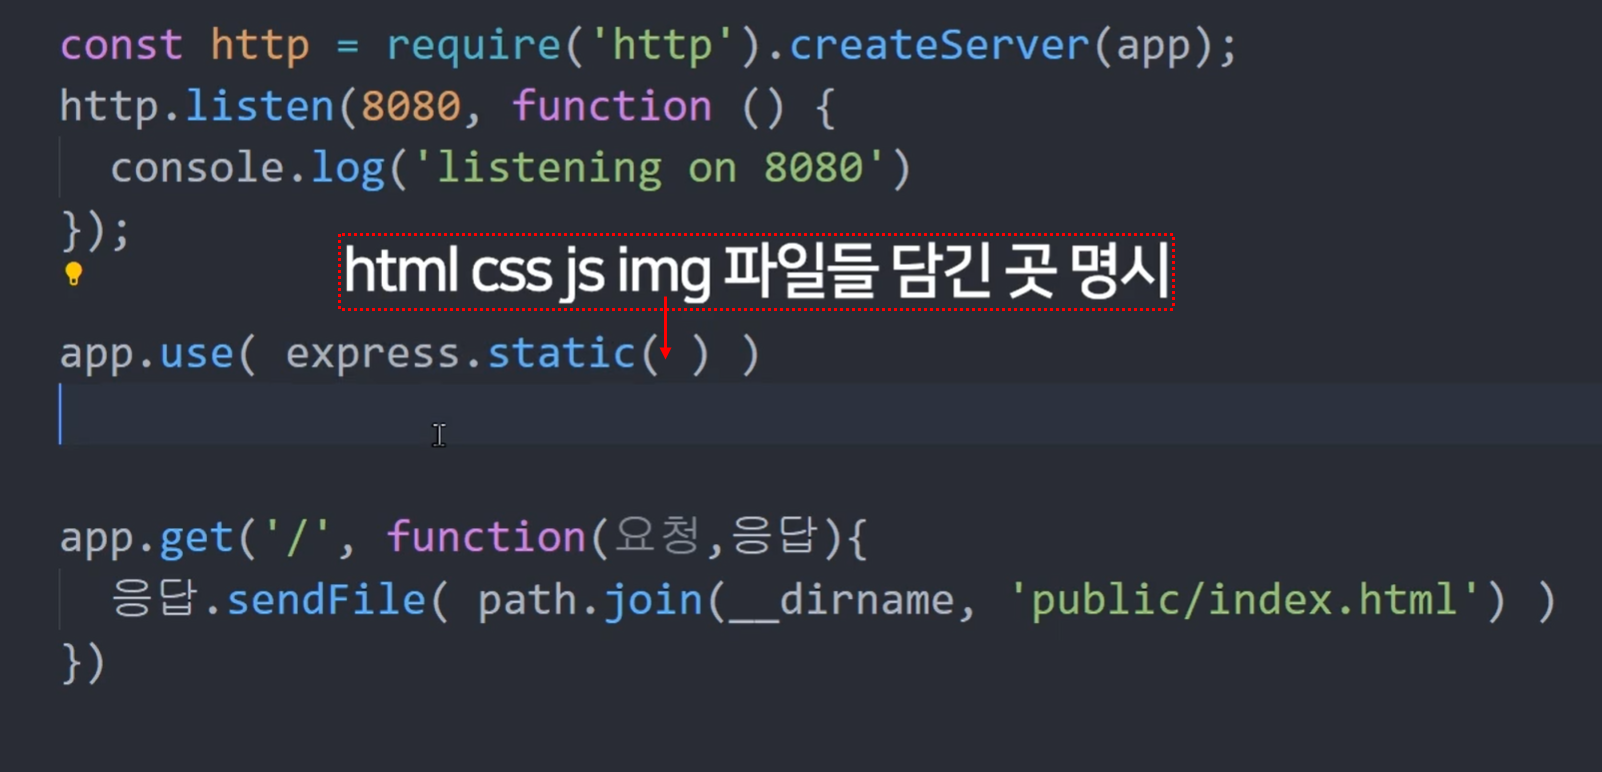 const http = require('http').createServer(app);
http.listen(8080, function () {
  console.log('listening on 8080')
});
html css js img 파일들 담긴 곳 명시
app.use( express.static( ) )
app.get('/', function(요청,응답){
  응답.sendFile( path.join(__dirname, 'public/index.html') )
})